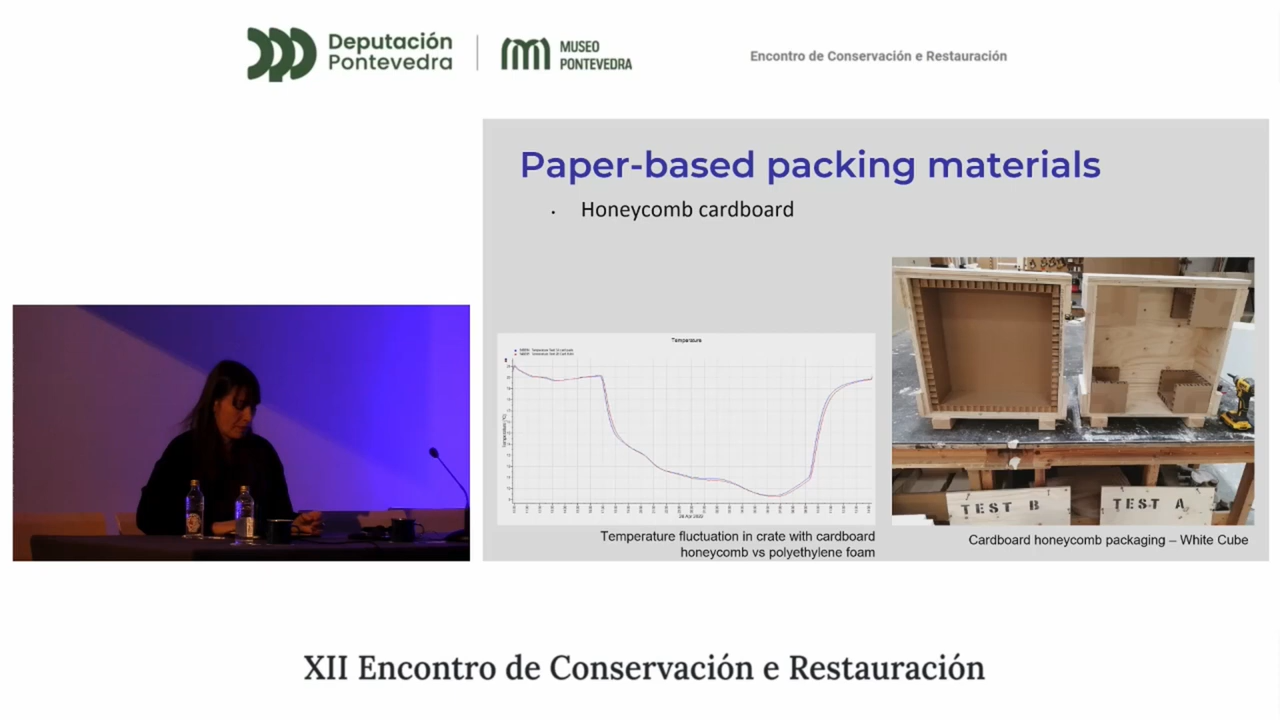 Deputación
Pontevedra
MUSEO
PONTEVEDRA
Encontro de Conservación e Restauración
Paper-based packing materials
• Honeycomb cardboard
Temperature
Temperature fluctuation in crate with cardboard
honeycomb vs polyethylene foam
TEST B
TEST A
Cardboard honeycomb packaging – White Cube
XII Encontro de Conservación e Restauración